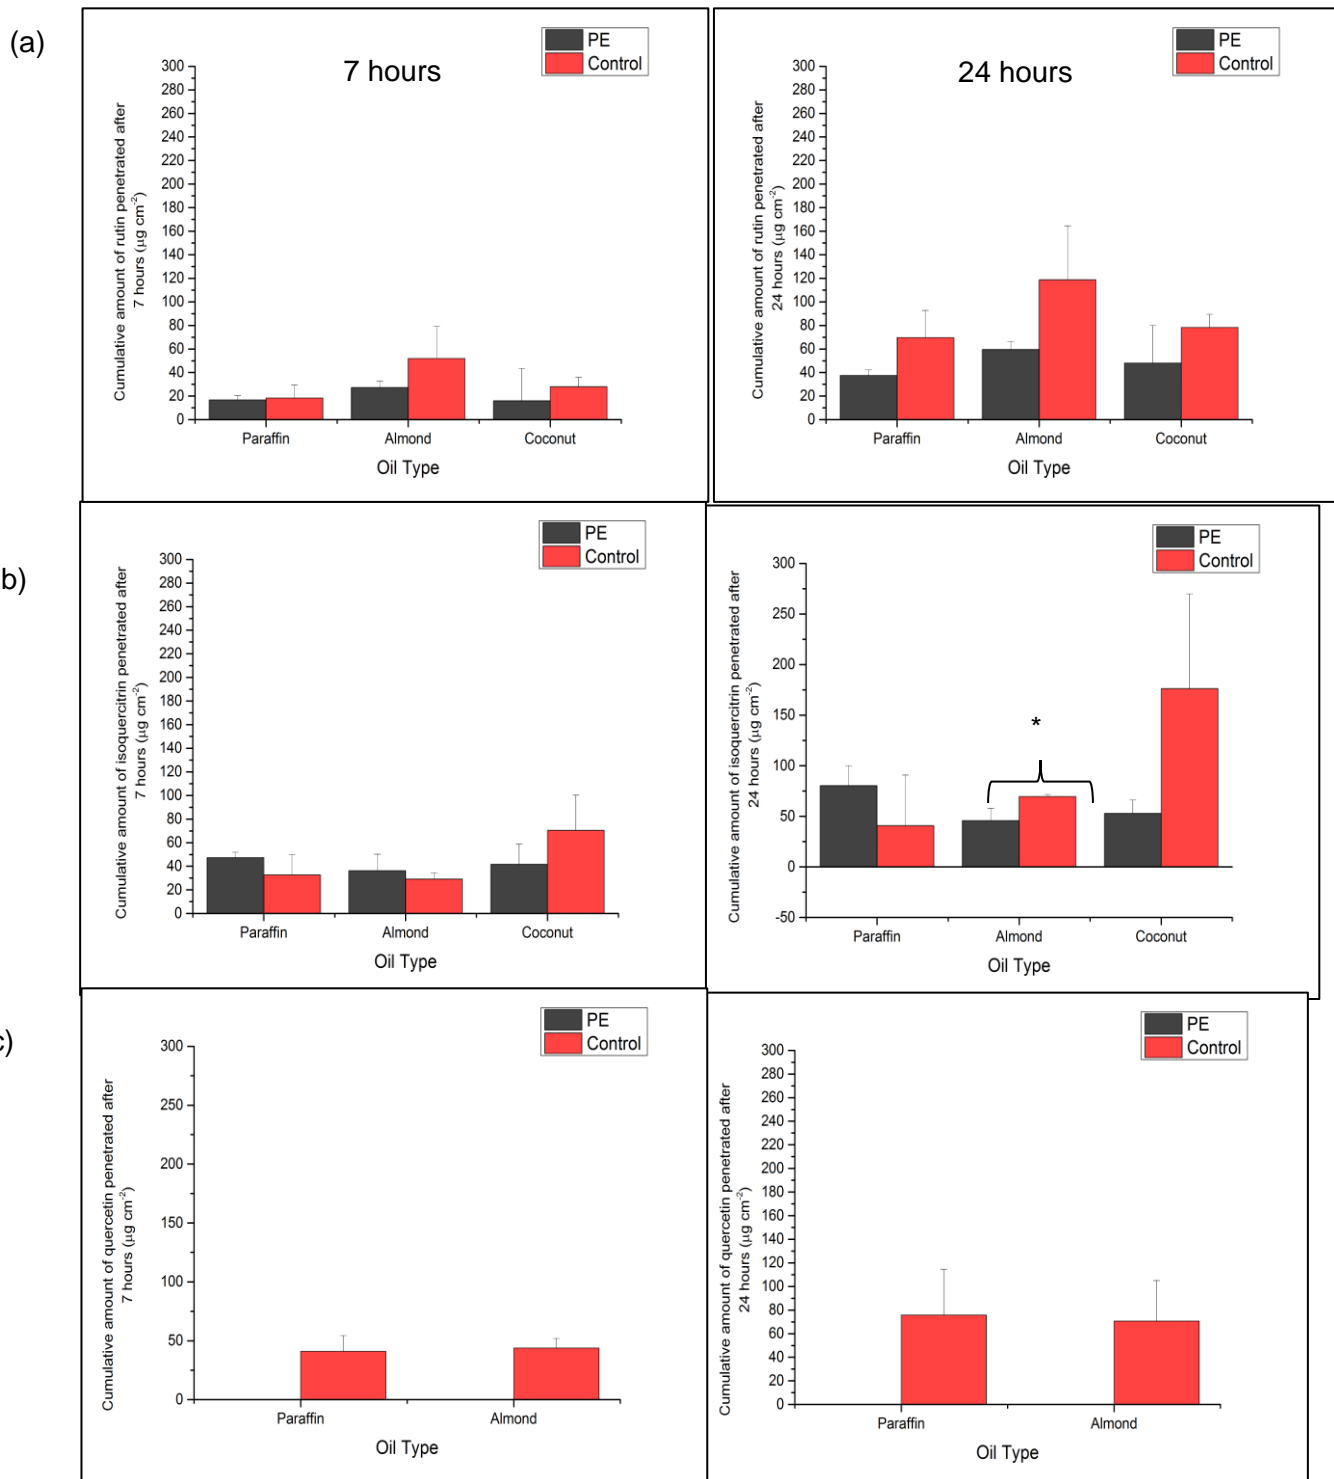 (a)
7 hours
PE
Control
300
280
260
240
220
200
180
160
140
120
100
80
60
40
20
0
Cumulative amount of rutin penetrated after
7 hours (μg cm-2)
Paraffin Almond Coconut
Oil Type
24 hours
PE
Control
300
280
260
240
220
200
180
160
140
120
100
80
60
40
20
0
Cumulative amount of rutin penetrated after
24 hours (μg cm-2)
Paraffin Almond Coconut
Oil Type
b)
PE
Control
300
280
260
240
220
200
180
160
140
120
100
80
60
40
20
0
Cumulative amount of isoquercitrin penetrated after
7 hours (μg cm-2)
Paraffin Almond Coconut
Oil Type
PE
Control
300
250
200
150
100
50
0
-50
*
Cumulative amount of isoquercitrin penetrated after
24 hours (μg cm-2)
Paraffin Almond Coconut
Oil Type
c)
PE
Control
300
250
200
150
100
50
0
Cumulative amount of quercetin penetrated after
7 hours (μg cm-2)
Paraffin Almond
Oil Type
PE
Control
300
280
260
240
220
200
180
160
140
120
100
80
60
40
20
0
Cumulative amount of quercetin penetrated after
24 hours (μg cm-2)
Paraffin Almond
Oil Type